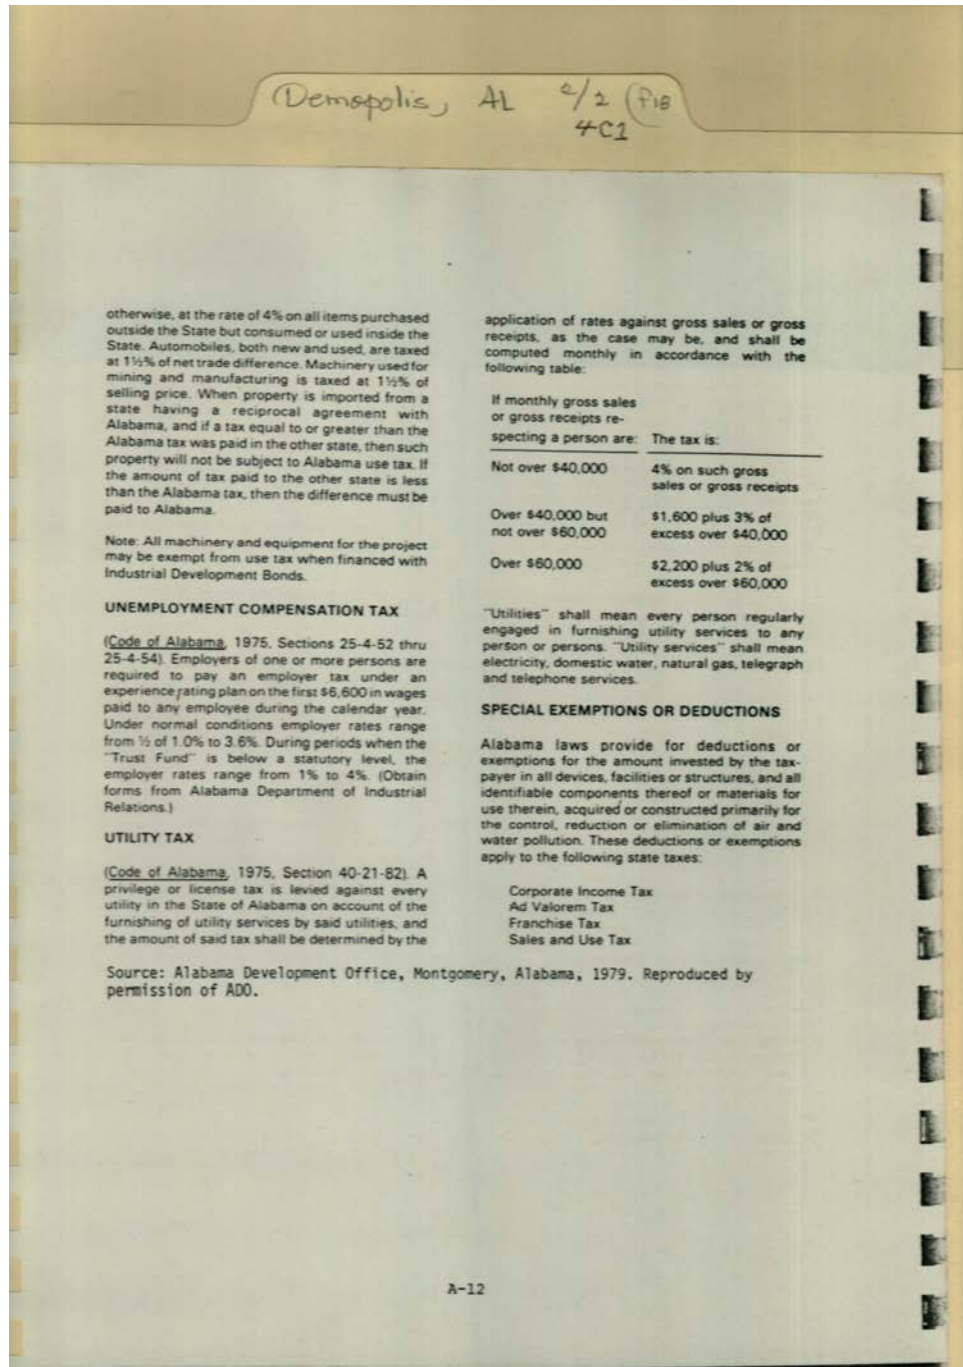 Demopolis, AL 2/2 (FIB
4C1
otherwise, at the rate of 4% on all items purchased
outside the State but consumed or used inside the
State. Automobiles, both new and used, are taxed
at 1½% of net trade difference. Machinery used for
mining and manufacturing is taxed at 1½% of
selling price. When property is imported from a
state having a reciprocal agreement with
Alabama, and if a tax equal to or greater than the
Alabama tax was paid in the other state, then such
property will not be subject to Alabama use tax. If
the amount of tax paid to the other state is less
than the Alabama tax, then the difference must be
paid to Alabama.
Note: All machinery and equipment for the project
may be exempt from use tax when financed with
Industrial Development Bonds.
UNEMPLOYMENT COMPENSATION TAX
(Code of Alabama, 1975, Sections 25-4-52 thru
25-4-54). Employers of one or more persons are
required to pay an employer tax under an
experience rating plan on the first $6,600 in wages
paid to any employee during the calendar year.
Under normal conditions employer rates range
from ½ of 1.0% to 3.6%. During periods when the
"Trust Fund" is below a statutory level, the
employer rates range from 1% to 4%. (Obtain
forms from Alabama Department of Industrial
Relations.)
UTILITY TAX
(Code of Alabama, 1975, Section 40-21-82). A
privilege or license tax is levied against every
utility in the State of Alabama on account of the
furnishing of utility services by said utilities, and
the amount of said tax shall be determined by the
application of rates against gross sales or gross
receipts, as the case may be, and shall be
computed monthly in accordance with the
following table:
If monthly gross sales
or gross receipts re-
specting a person are: The tax is:
Not over $40,000 4% on such gross
sales or gross receipts
Over $40,000 but $1,600 plus 3% of
not over $60,000 excess over $40,000
Over $60,000 $2,200 plus 2% of
excess over $60,000
"Utilities" shall mean every person regularly
engaged in furnishing utility services to any
person or persons. "Utility services" shall mean
electricity, domestic water, natural gas, telegraph
and telephone services.
SPECIAL EXEMPTIONS OR DEDUCTIONS
Alabama laws provide for deductions or
exemptions for the amount invested by the tax-
payer in all devices, facilities or structures, and all
identifiable components thereof or materials for
use therein, acquired or constructed primarily for
the control, reduction or elimination of air and
water pollution. These deductions or exemptions
apply to the following state taxes:
Corporate Income Tax
Ad Valorem Tax
Franchise Tax
Sales and Use Tax
Source: Alabama Development Office, Montgomery, Alabama, 1979. Reproduced by
permission of ADO.
A-12